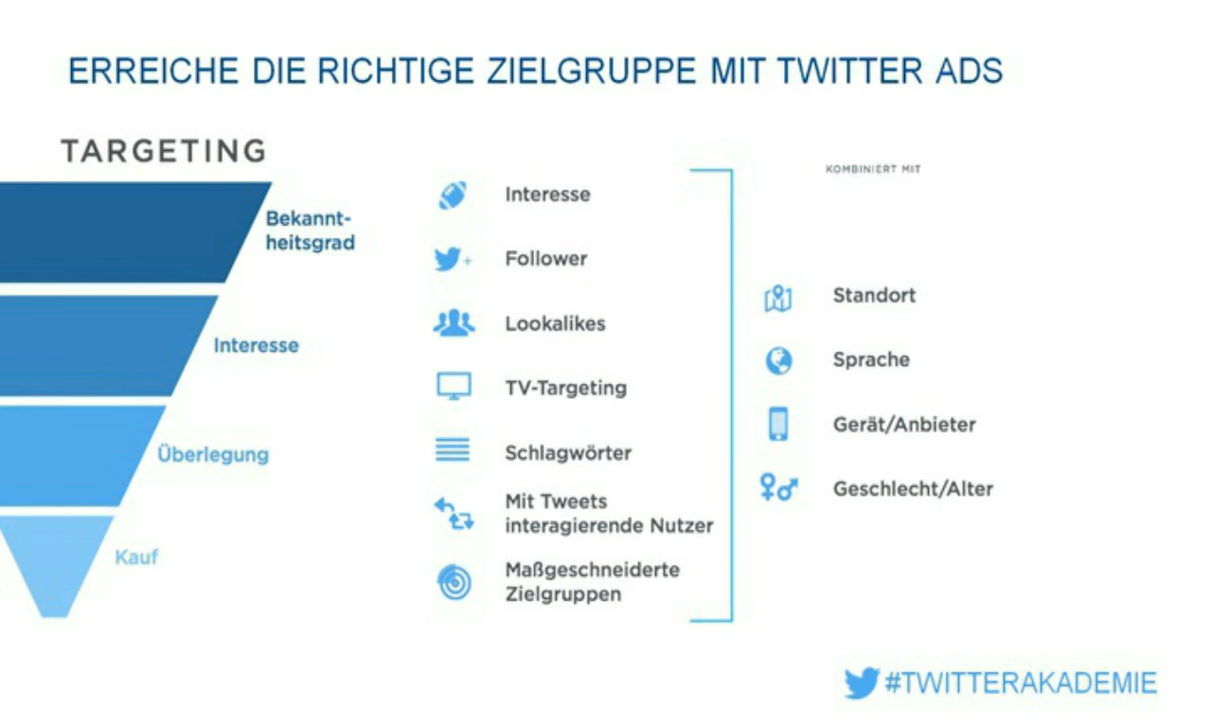 ERREICHE DIE RICHTIGE ZIELGRUPPE MIT TWITTER ADS
TARGETING
Bekannt-
heitsgrad
Interesse
Überlegung
Kauf
Interesse
Follower
Lookalikes
TV-Targeting
Schlagwörter
Mit Tweets
interagierende Nutzer
Maßgeschneiderte
Zielgruppen
KOMBINIERT MIT
Standort
Sprache
Gerät/Anbieter
Geschlecht/Alter
#TWITTERAKADEMIE